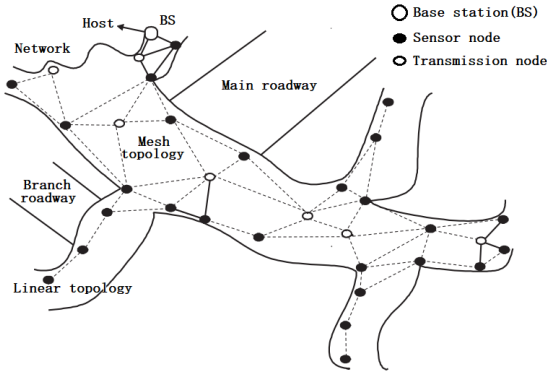 Host
BS
Base station(BS)
Sensor node
Transmission node
Network
Main roadway
Mesh
topology
Branch
roadway
Linear topology